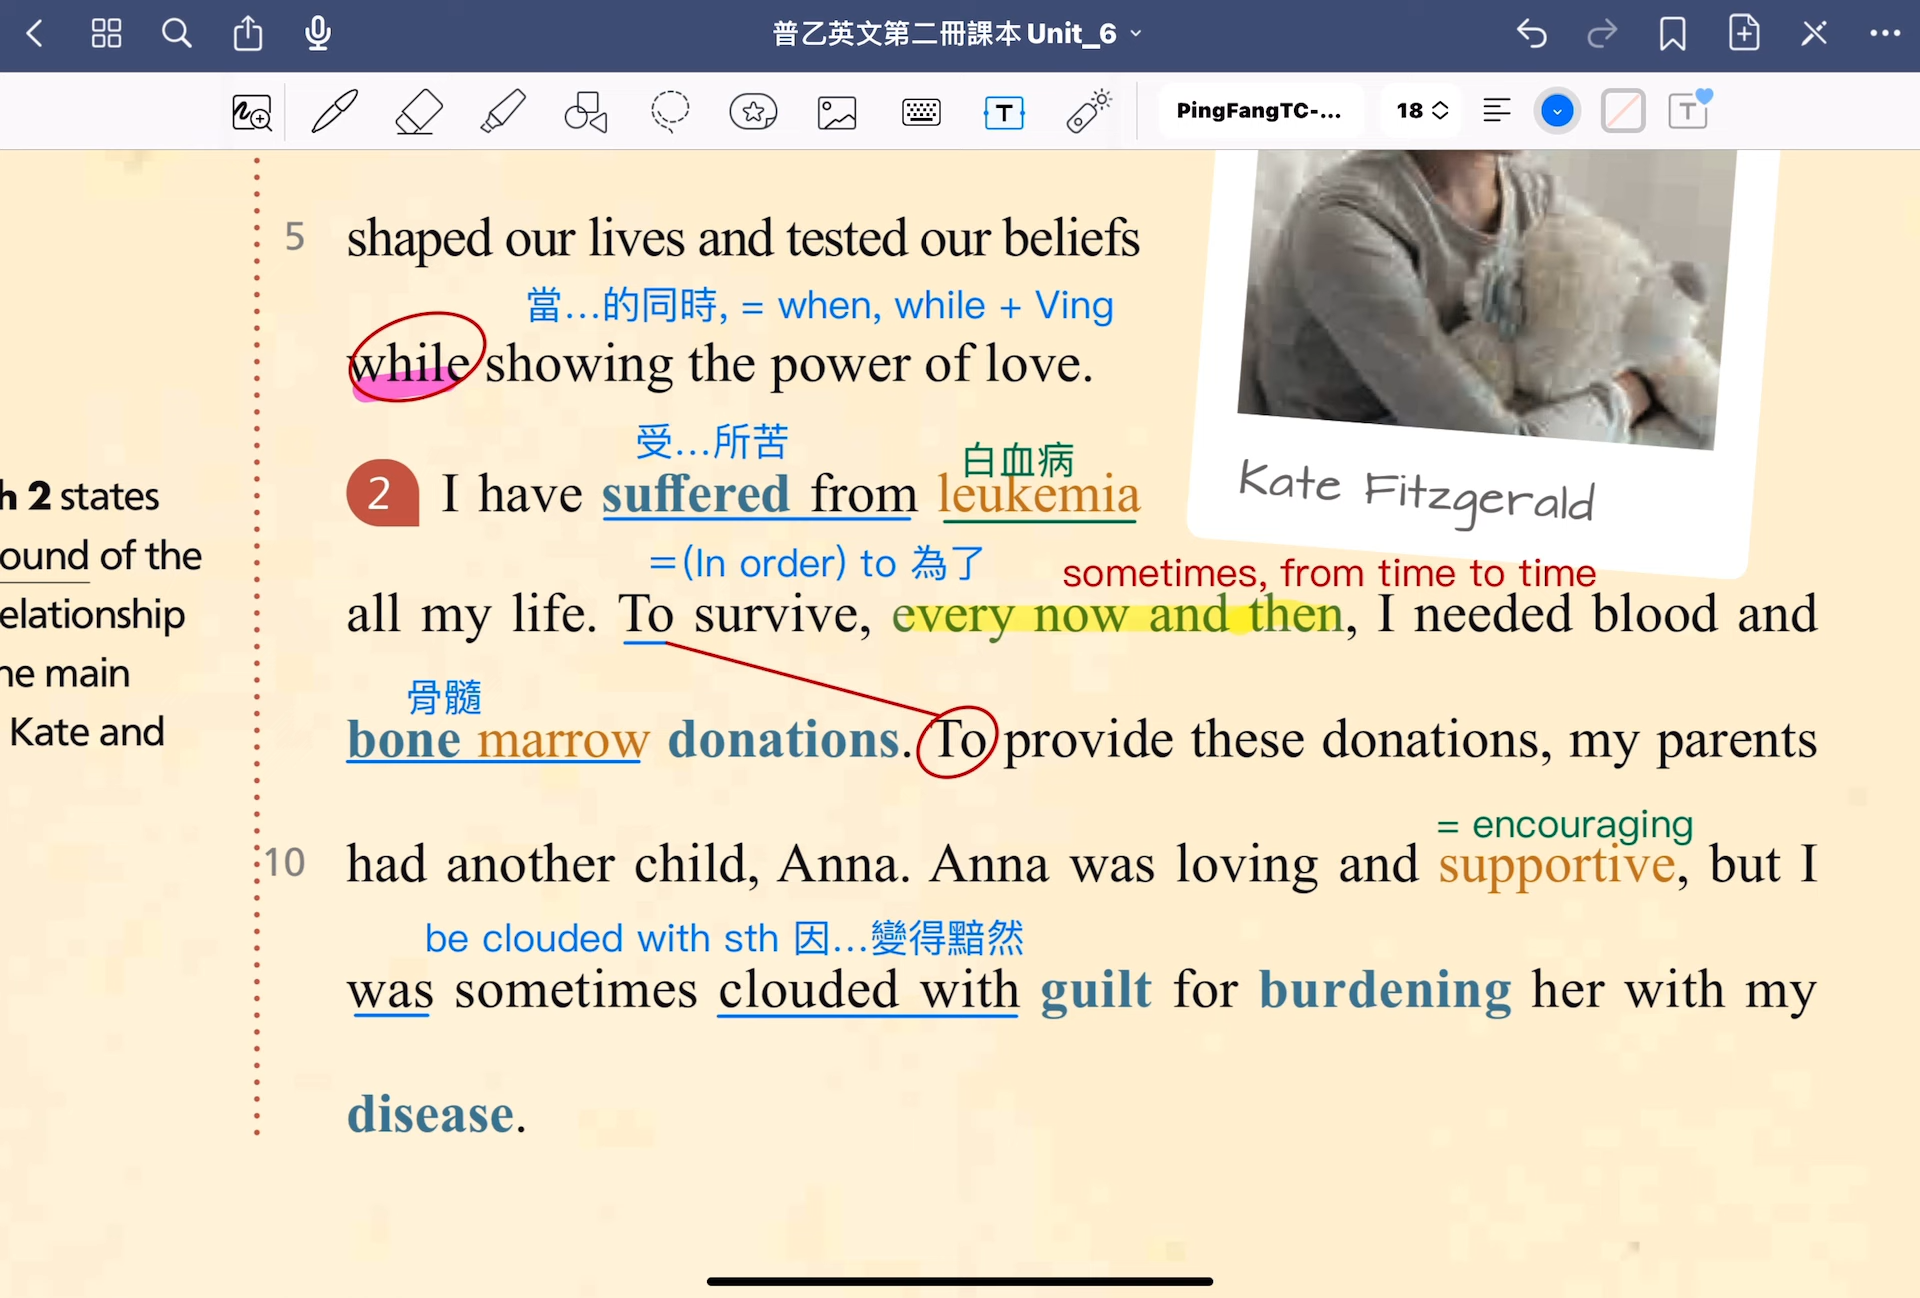 普乙英文第二冊課本 Unit_6
PingFangTC-...
18
5 shaped our lives and tested our beliefs
當...的同時, = when, while + Ving
while showing the power of love.
受...所苦
白血病
2 I have suffered from leukemia
=(In order) to 為了
sometimes, from time to time
all my life. To survive, every now and then, I needed blood and
骨髓
bone marrow donations. To provide these donations, my parents
= encouraging
10 had another child, Anna. Anna was loving and supportive, but I
be clouded with sth 因...變得黯然
was sometimes clouded with guilt for burdening her with my
disease.
Kate Fitzgerald
h 2 states
ound of the
elationship
ne main
Kate and